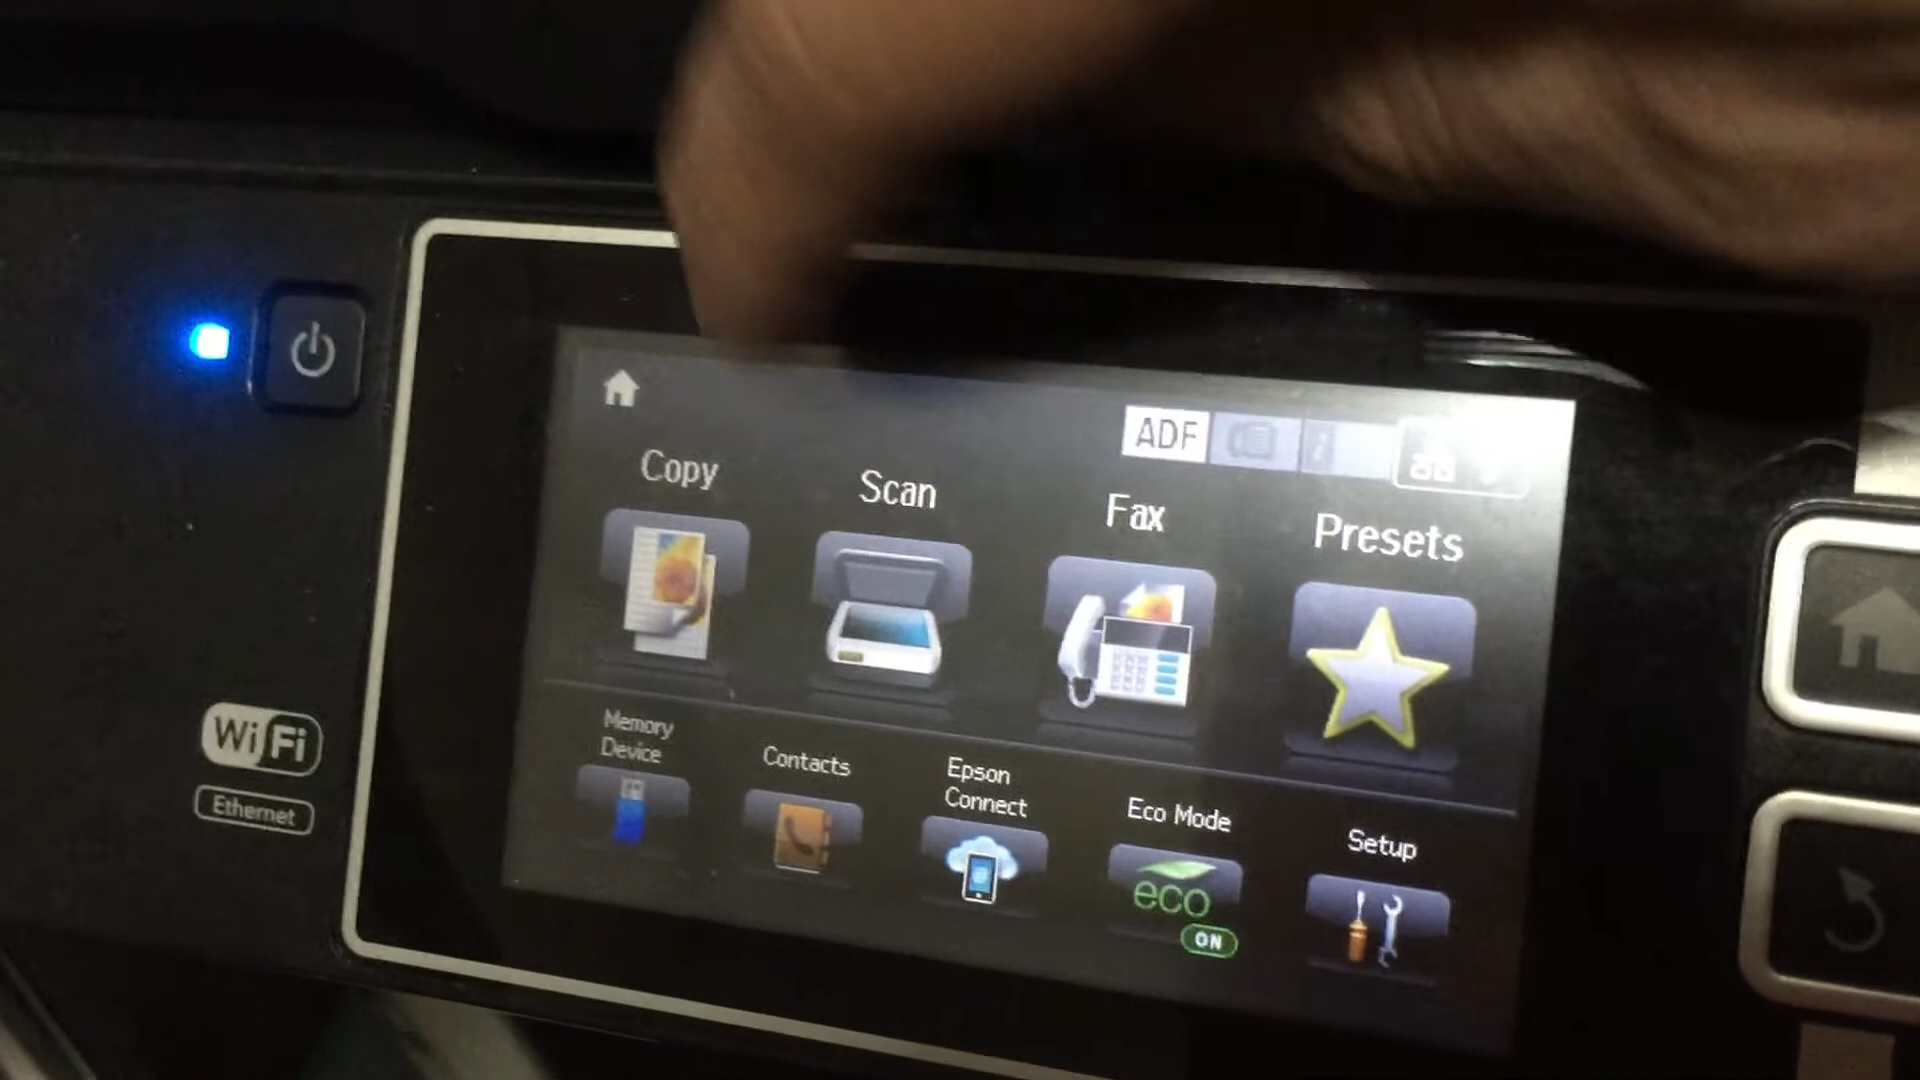 ADF
Copy
Scan
Fax
Presets
WiFi
Ethernet
Memory
Device
Contacts
Epson
Connect
Eco Mode
eco
ON
Setup